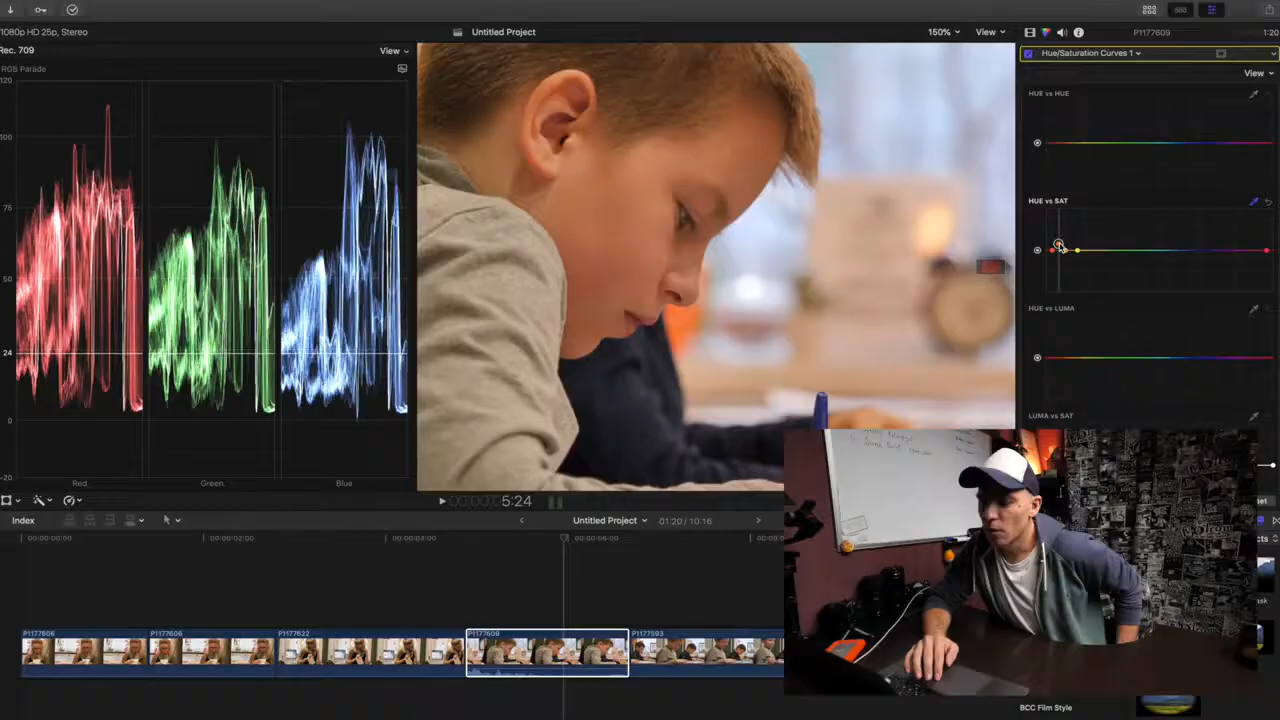 1080p HD 25p, Stereo
Untitled Project
150%
View
P1177609
1:20
Rec. 709
View
Hue/Saturation Curves 1
View
RGB Parade
HUE vs HUE
120
100
75
50
24
0
-20
HUE vs SAT
HUE vs LUMA
LUMA vs SAT
Red
Green
Blue
5:24
Index
Untitled Project
01:20 / 10:16
00:00:00:00
00:00:02:00
00:00:04:00
00:00:06:00
P1177606
P1177606
P1177622
P1177609
P1177593
BCC Film Style